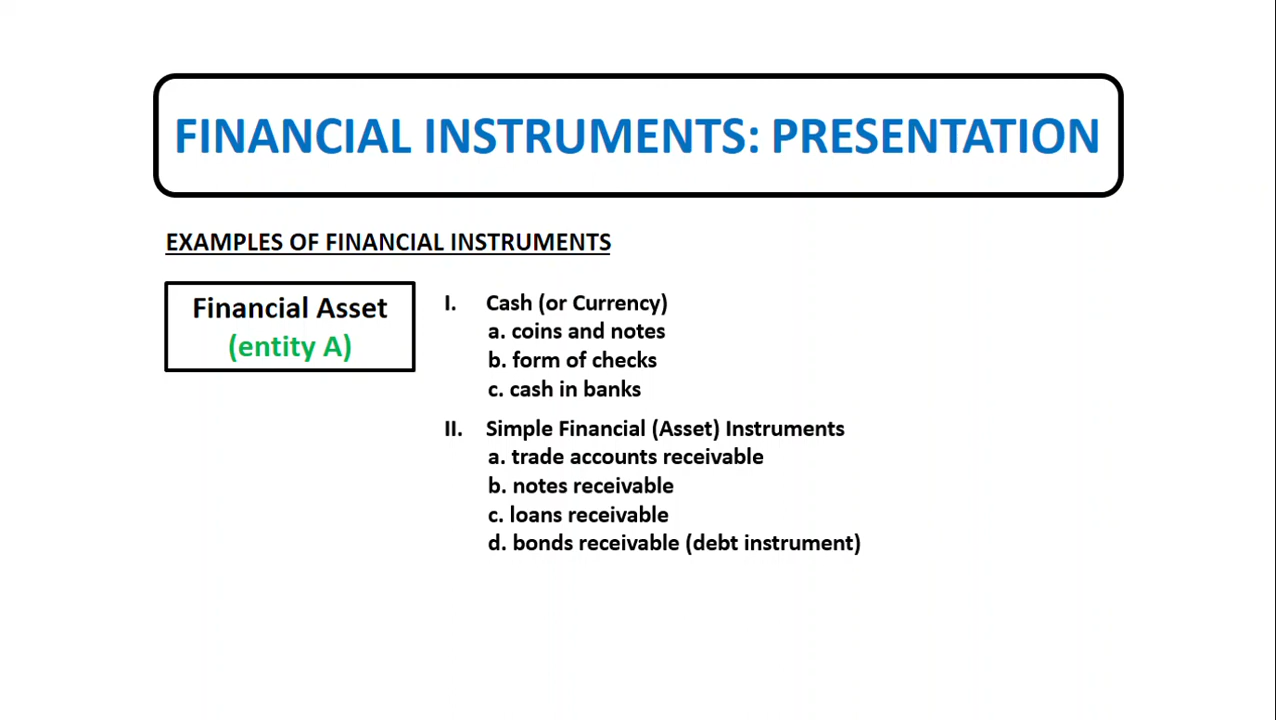 FINANCIAL INSTRUMENTS: PRESENTATION
EXAMPLES OF FINANCIAL INSTRUMENTS
Financial Asset
(entity A)
I. Cash (or Currency)
a. coins and notes
b. form of checks
c. cash in banks
II. Simple Financial (Asset) Instruments
a. trade accounts receivable
b. notes receivable
c. loans receivable
d. bonds receivable (debt instrument)